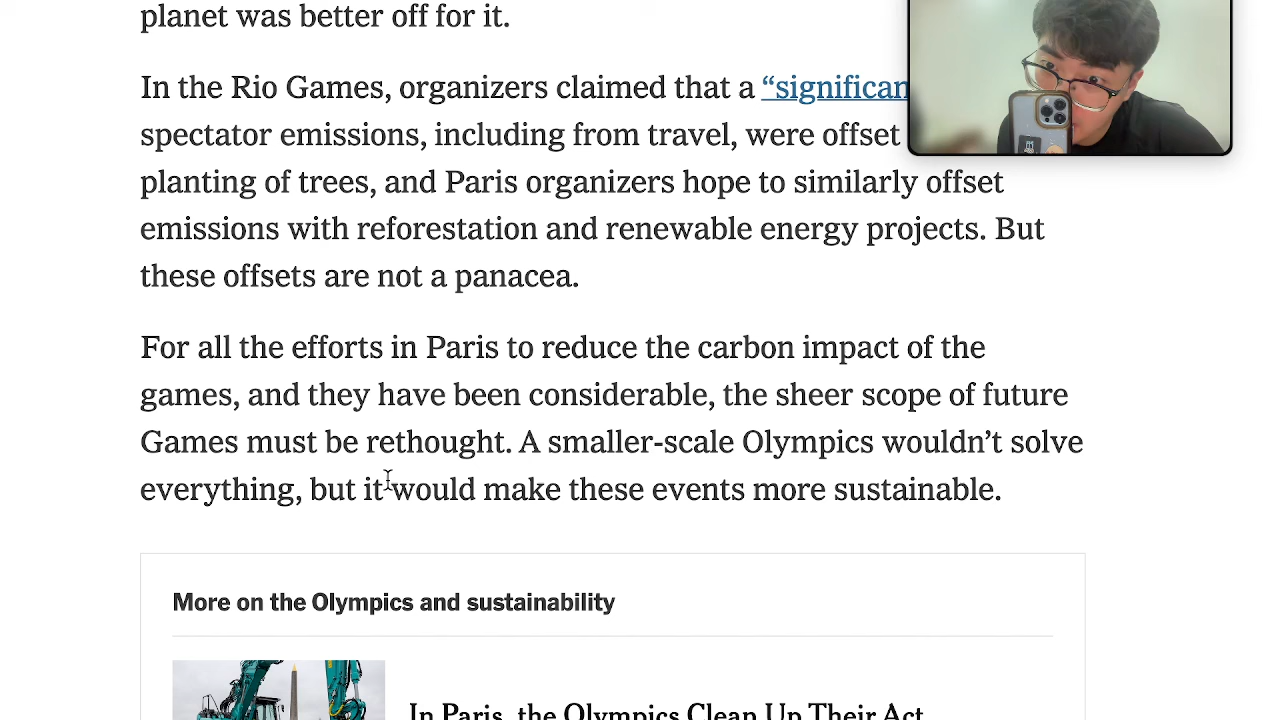 planet was better off for it.
In the Rio Games, organizers claimed that a “significan
spectator emissions, including from travel, were offset
planting of trees, and Paris organizers hope to similarly offset
emissions with reforestation and renewable energy projects. But
these offsets are not a panacea.
For all the efforts in Paris to reduce the carbon impact of the
games, and they have been considerable, the sheer scope of future
Games must be rethought. A smaller-scale Olympics wouldn’t solve
everything, but it would make these events more sustainable.
More on the Olympics and sustainability
In Paris, the Olympics Clean Up Their Act